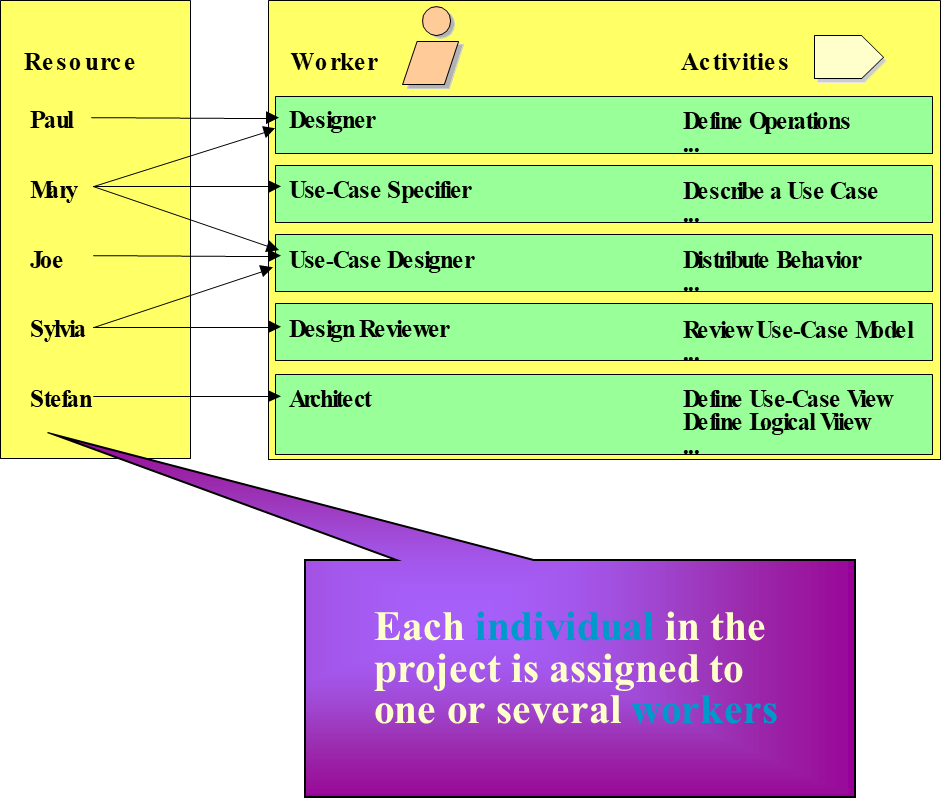 Resource Worker Activities
Paul Designer Define Operations
...
Mary Use-Case Specifier Describe a Use Case
...
Joe Use-Case Designer Distribute Behavior
...
Sylvia Design Reviewer Review Use-Case Model
...
Stefan Architect Define Use-Case View
Define Logical Viiew
...
Each individual in the
project is assigned to
one or several workers